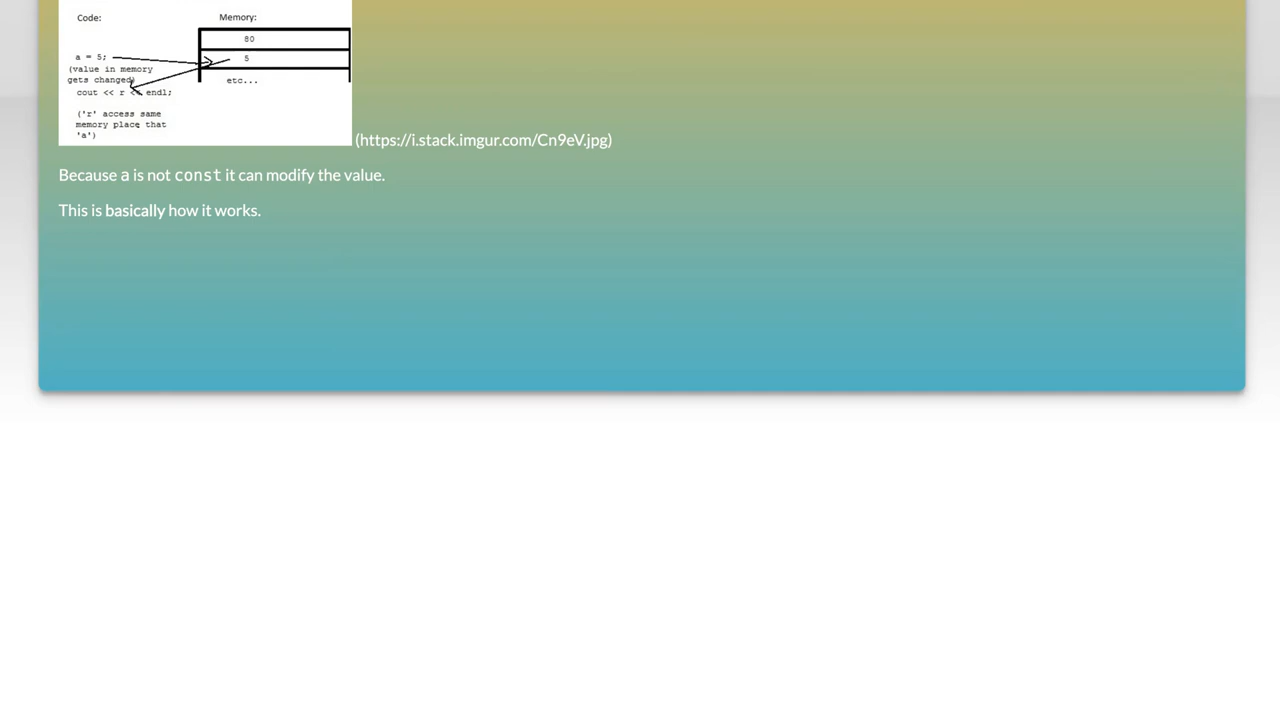 Code:
Memory:
80
a = 5;
5
(value in memory
gets changed)
etc...
cout << r << endl;
('r' access same
memory place that
'a')
(https://i.stack.imgur.com/Cn9eV.jpg)
Because a is not const it can modify the value.
This is basically how it works.